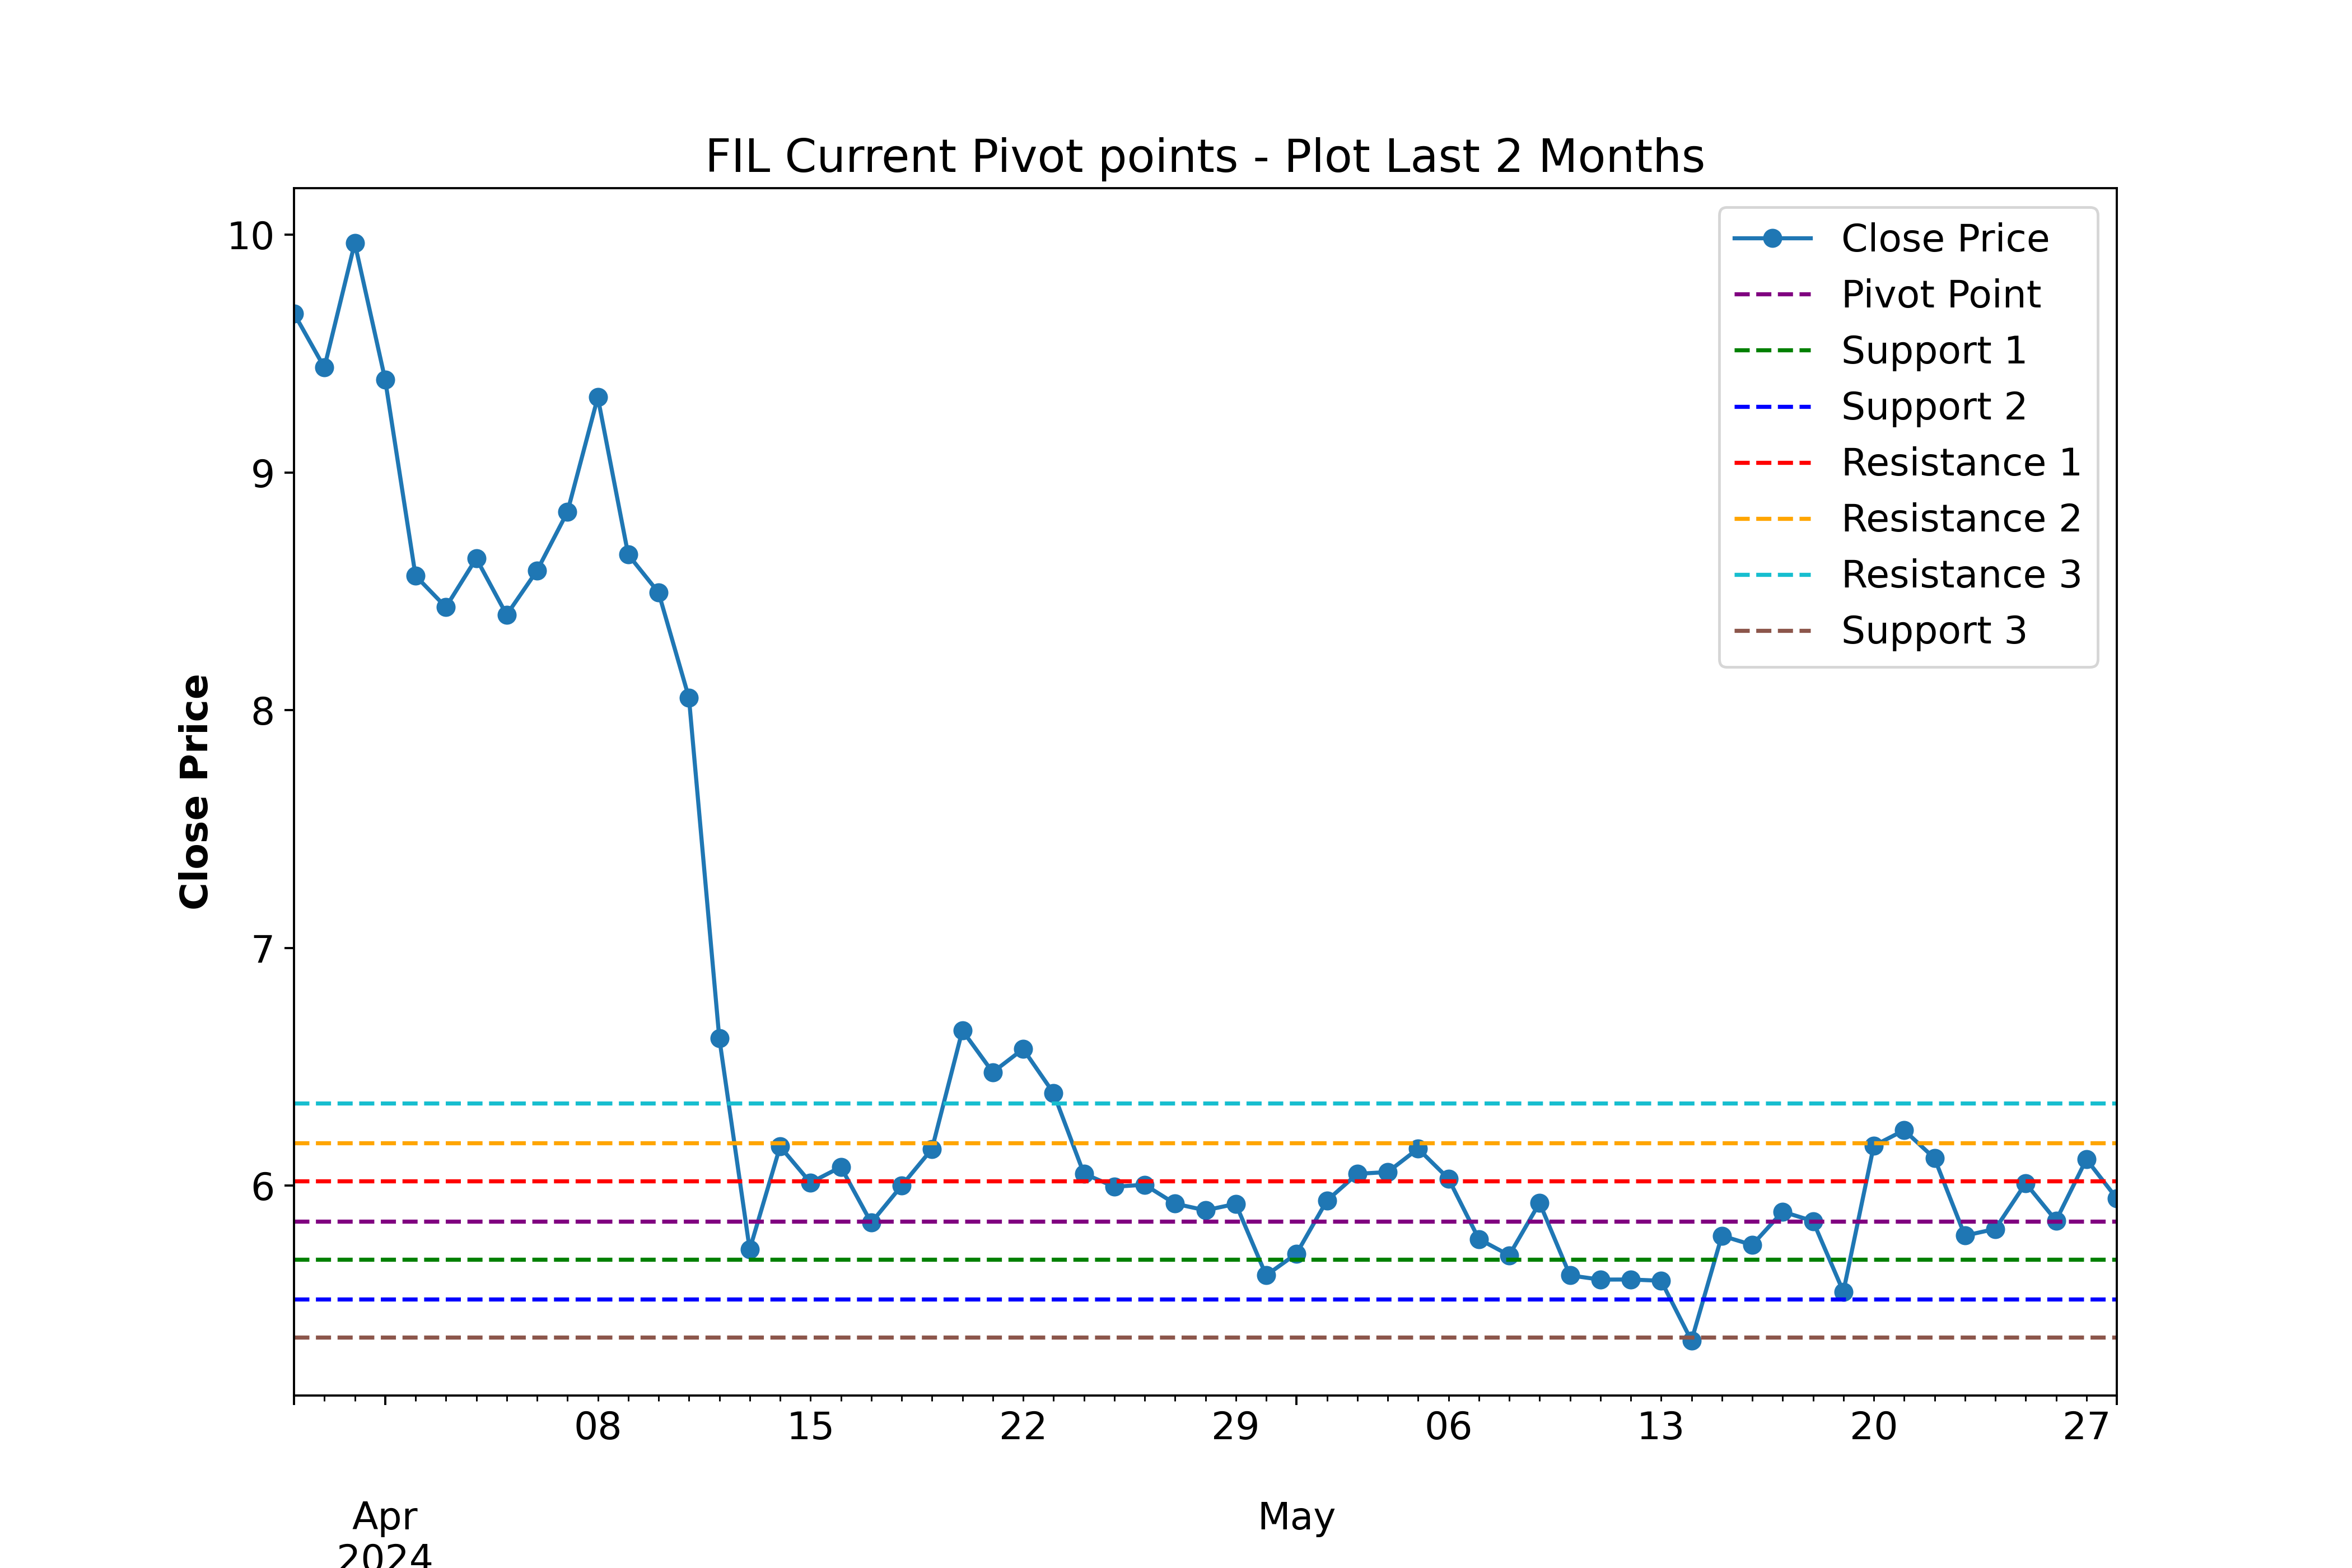 FIL Current Pivot points - Plot Last 2 Months
10
9
8
7
6
Close Price
Close Price
Pivot Point
Support 1
Support 2
Resistance 1
Resistance 2
Resistance 3
Support 3
08 15 22 29 06 13 20 27
Apr May
2024